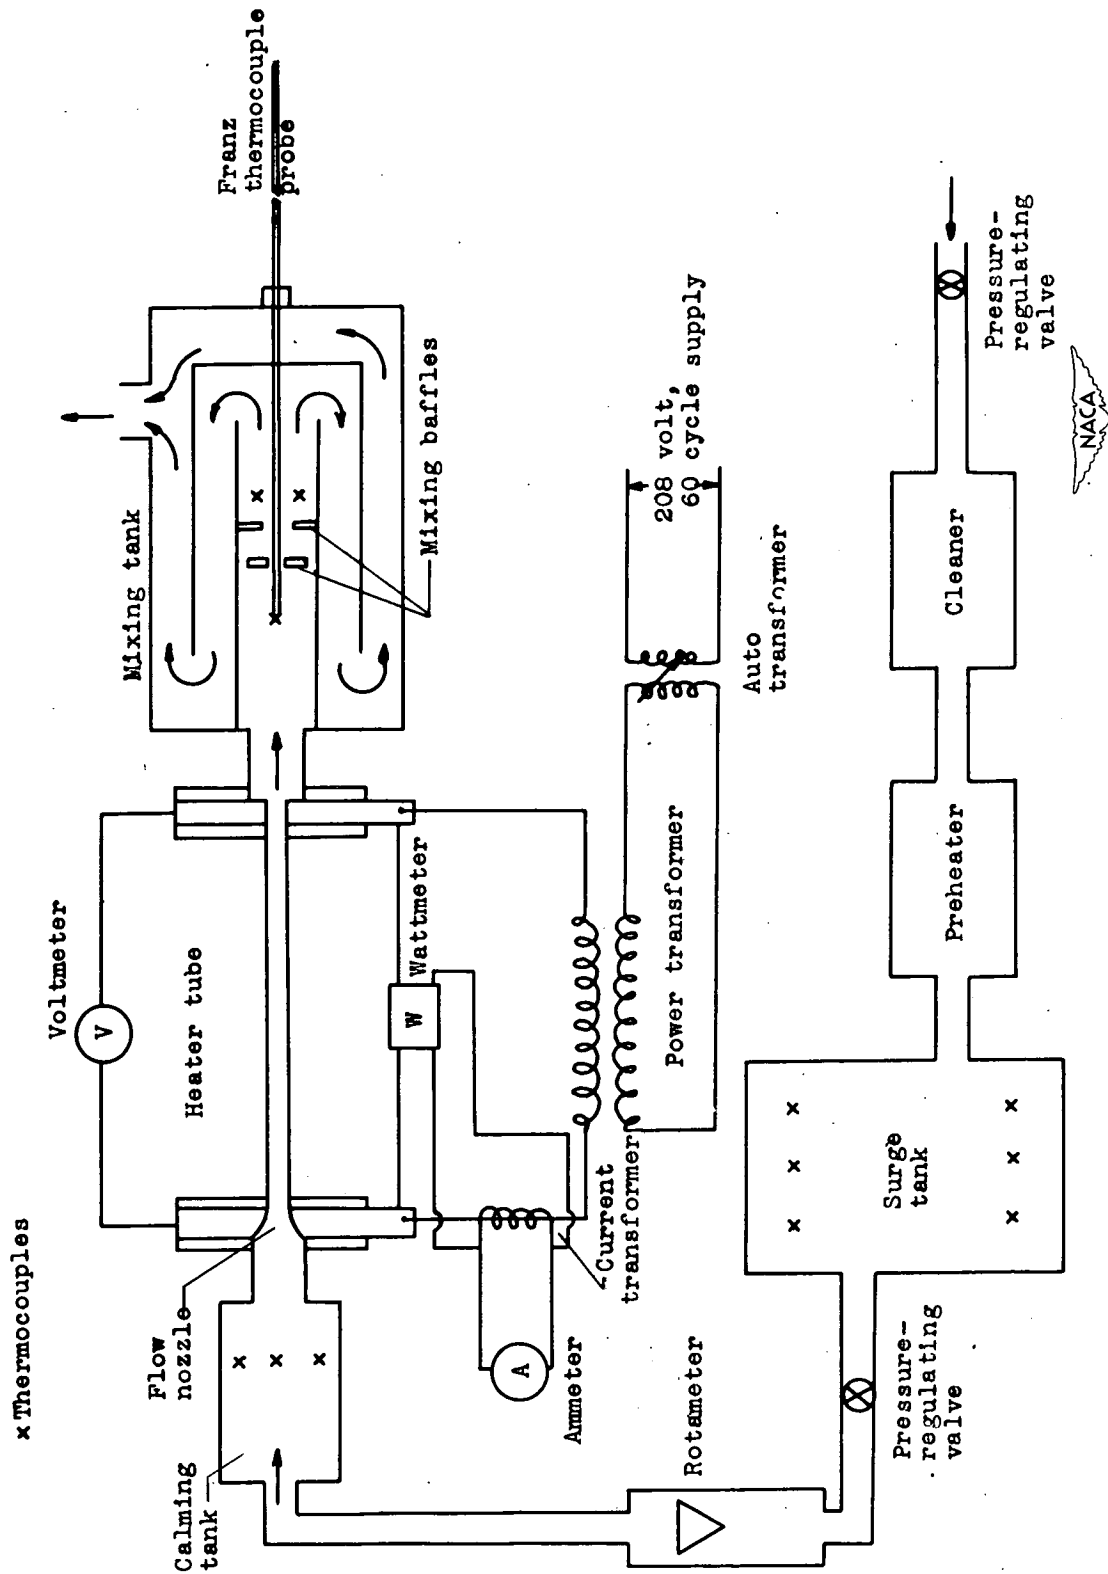 x Thermocouples
Calming
tank
Flow
nozzle
Voltmeter
V
Heater tube
Mixing tank
Franz
thermocouple
probe
Mixing baffles
W
Wattmeter
A
Ammeter
Current
transformer
Power transformer
208 volt,
60 cycle supply
Auto
transformer
Rotameter
Pressure-
regulating
valve
Surge
tank
Preheater
Cleaner
Pressure-
regulating
valve
NACA